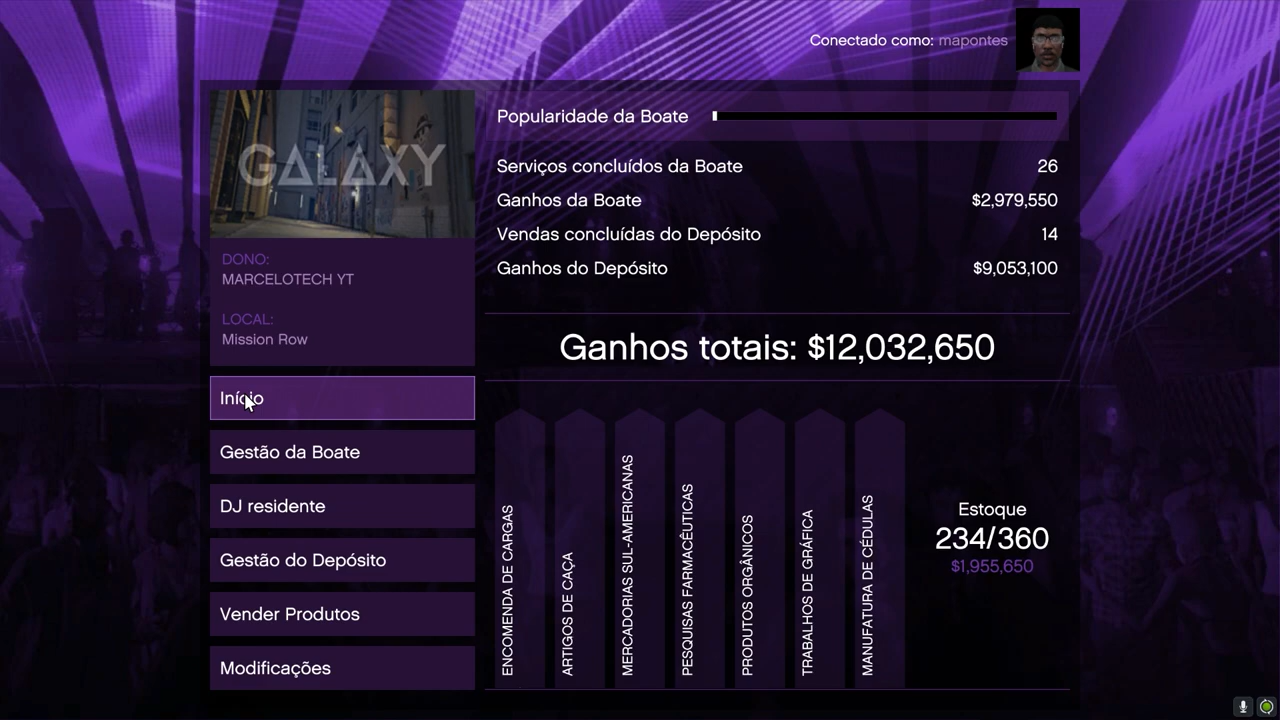 Conectado como: mapontes
GALAXY
DONO:
MARCELOTECH YT
LOCAL:
Mission Row
Início
Gestão da Boate
DJ residente
Gestão do Depósito
Vender Produtos
Modificações
Popularidade da Boate
Serviços concluídos da Boate 26
Ganhos da Boate $2,979,550
Vendas concluídas do Depósito 14
Ganhos do Depósito $9,053,100
Ganhos totais: $12,032,650
ENCOMENDA DE CARGAS
ARTIGOS DE CAÇA
MERCADORIAS SUL-AMERICANAS
PESQUISAS FARMACÊUTICAS
PRODUTOS ORGÂNICOS
TRABALHOS DE GRÁFICA
MANUFATURA DE CÉDULAS
Estoque
234/360
$1,955,650